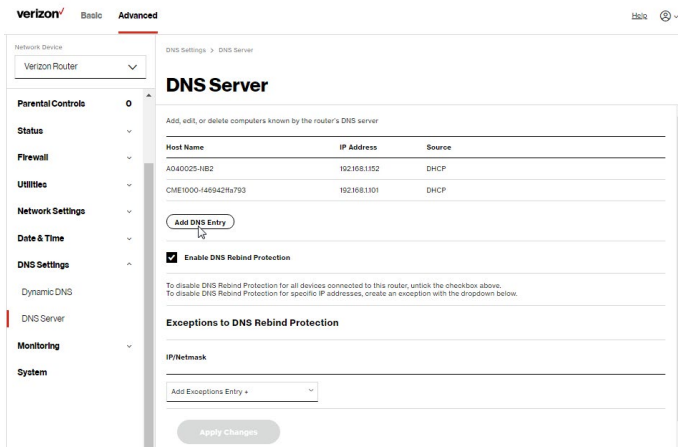 verizon✓ Basic Advanced Help
Network Device
Verizon Router
DNS Settings > DNS Server
DNS Server
Parental Controls 0
Status
Firewall
Utilities
Network Settings
Date & Time
DNS Settings
Dynamic DNS
DNS Server
Monitoring
System
Add, edit, or delete computers known by the router's DNS server
Host Name IP Address Source
A040025-NB2 192.168.1.152 DHCP
CME1000-f46942ffa793 192.168.1.101 DHCP
Add DNS Entry
Enable DNS Rebind Protection
To disable DNS Rebind Protection for all devices connected to this router, untick the checkbox above.
To disable DNS Rebind Protection for specific IP addresses, create an exception with the dropdown below.
Exceptions to DNS Rebind Protection
IP/Netmask
Add Exceptions Entry +
Apply Changes